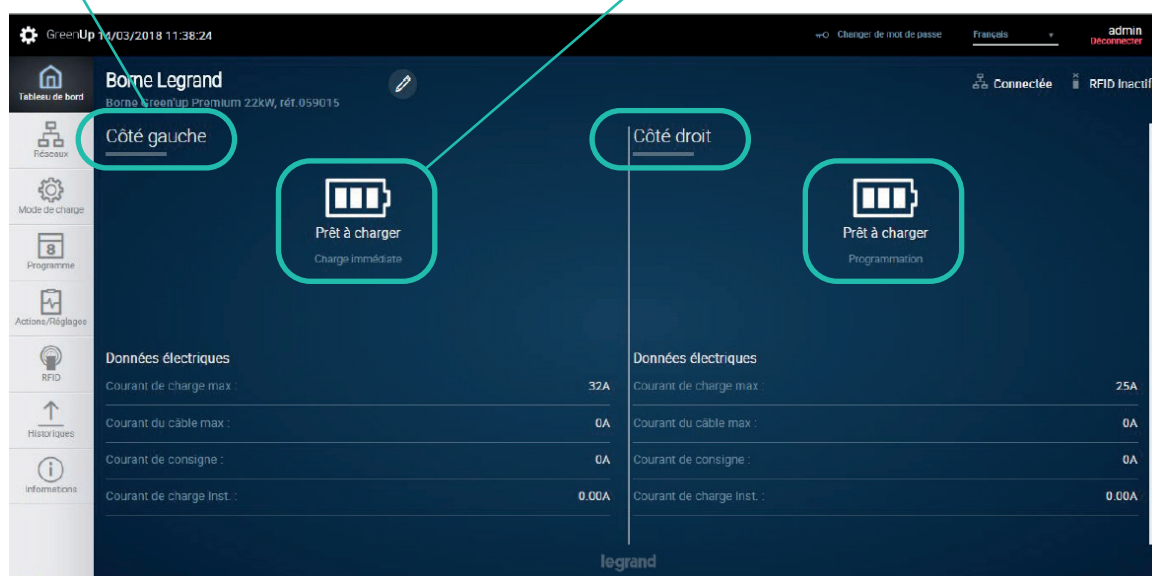 GreenUp 14/03/2018 11:38:24
Changer de mot de passe
Français
admin
Déconnecter
Tableau de bord
Réseaux
Mode de charge
8
Programme
Actions/Réglages
RFID
Historiques
Informations
Borne Legrand
Borne Green'up Premium 22kW, réf.059015
Connectée
RFID Inactif
Côté gauche
Prêt à charger
Charge immédiate
Données électriques
Courant de charge max : 32A
Courant du câble max : 0A
Courant de consigne : 0A
Courant de charge Inst. : 0.00A
Côté droit
Prêt à charger
Programmation
Données électriques
Courant de charge max : 25A
Courant du câble max : 0A
Courant de consigne : 0A
Courant de charge Inst. : 0.00A
legrand